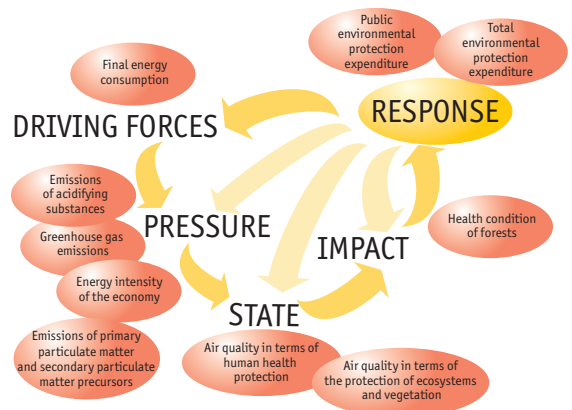 Public
environmental
protection
expenditure
Total
environmental
protection
expenditure
Final energy
consumption
RESPONSE
DRIVING FORCES
Emissions
of acidifying
substances
PRESSURE
Greenhouse gas
emissions
IMPACT
Health condition
of forests
Energy intensity
of the economy
STATE
Emissions of primary
particulate matter
and secondary particulate
matter precursors
Air quality in terms of
human health
protection
Air quality in terms of
the protection of ecosystems
and vegetation